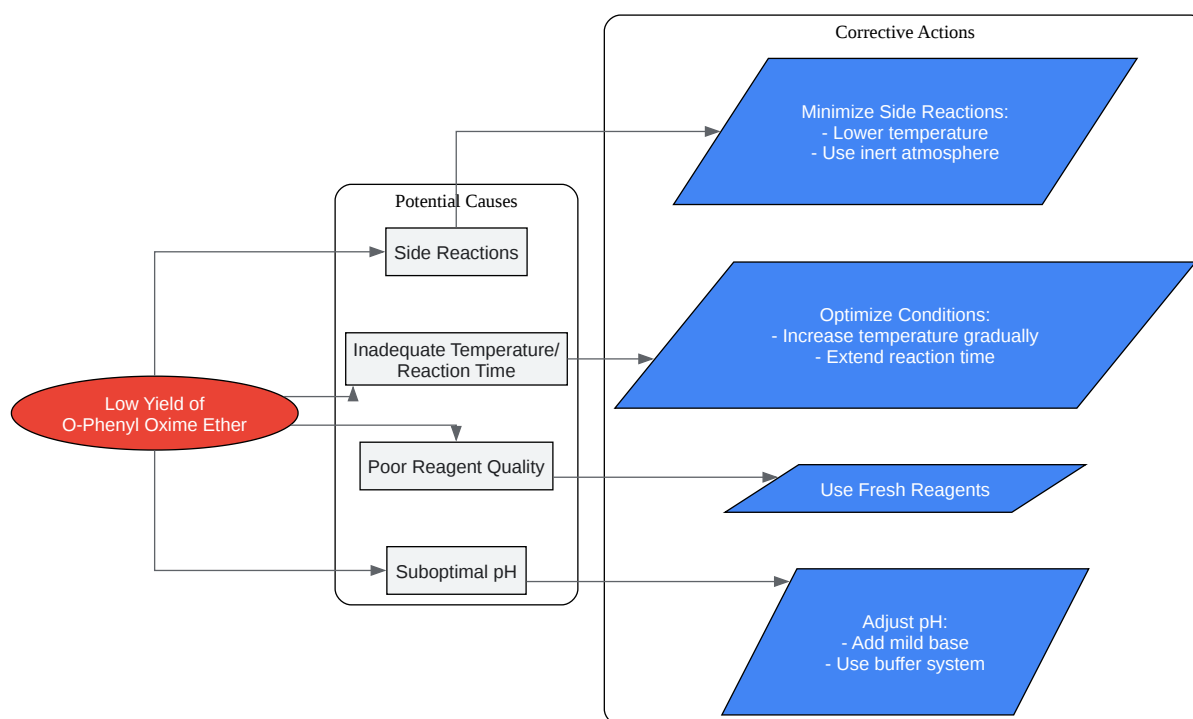 Corrective Actions
Minimize Side Reactions:
- Lower temperature
- Use inert atmosphere
Potential Causes
Side Reactions
Optimize Conditions:
- Increase temperature gradually
- Extend reaction time
Inadequate Temperature/
Reaction Time
Low Yield of
O-Phenyl Oxime Ether
Poor Reagent Quality
Use Fresh Reagents
Suboptimal pH
Adjust pH:
- Add mild base
- Use buffer system